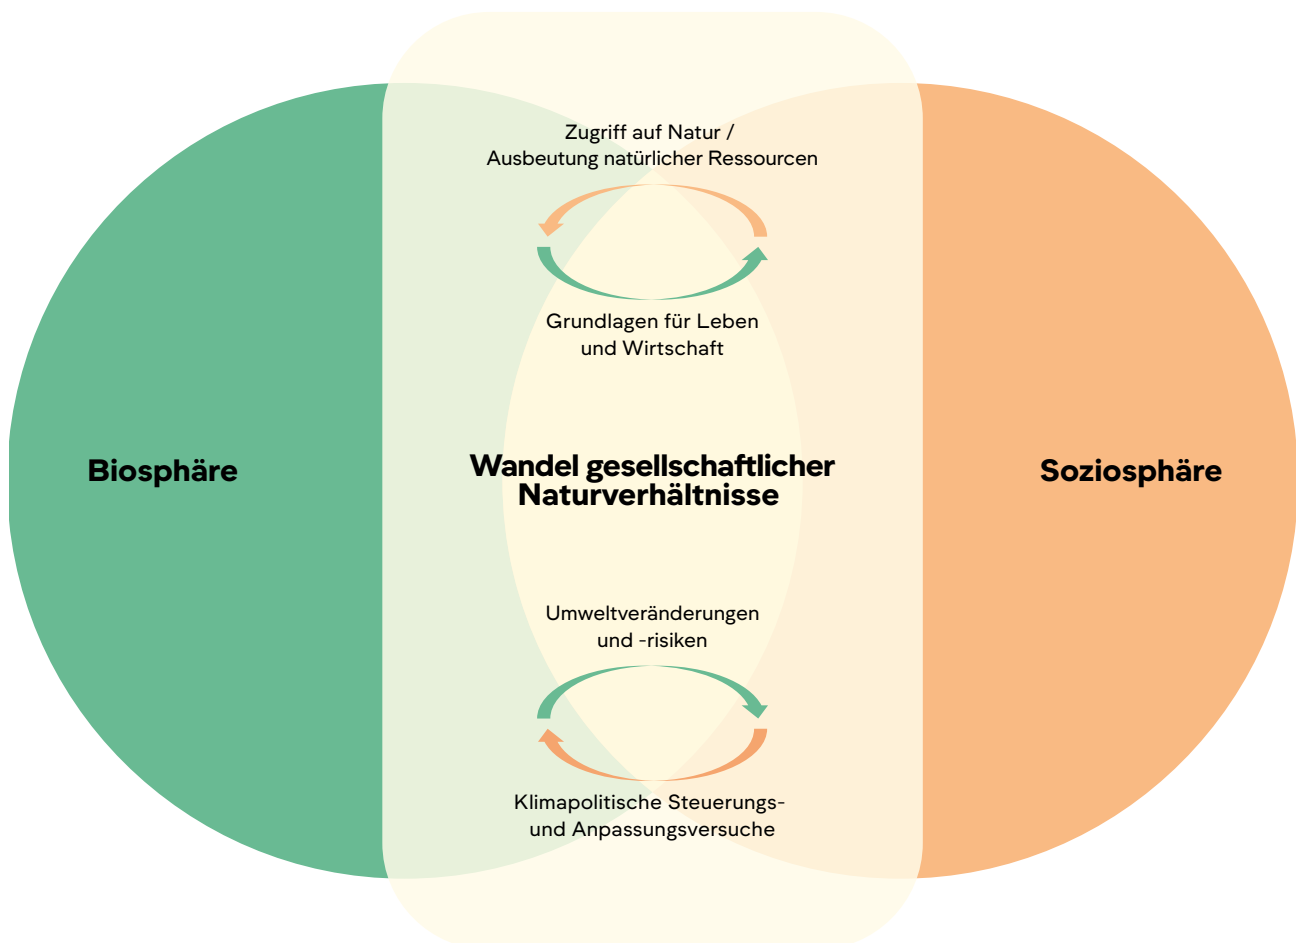 Zugriff auf Natur /
Ausbeutung natürlicher Ressourcen
Grundlagen für Leben
und Wirtschaft
Biosphäre
Wandel gesellschaftlicher
Naturverhältnisse
Soziosphäre
Umweltveränderungen
und -risiken
Klimapolitische Steuerungs-
und Anpassungsversuche